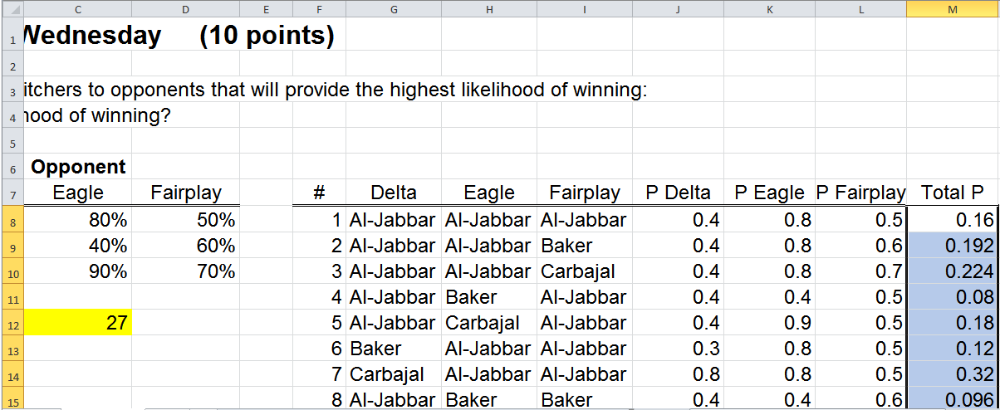 C D E F G H I J K L M
1 Wednesday (10 points)
2
3 itchers to opponents that will provide the highest likelihood of winning:
4 hood of winning?
5
6 Opponent
7 Eagle Fairplay # Delta Eagle Fairplay P Delta P Eagle P Fairplay Total P
8 80% 50% 1 Al-Jabbar Al-Jabbar Al-Jabbar 0.4 0.8 0.5 0.16
9 40% 60% 2 Al-Jabbar Al-Jabbar Baker 0.4 0.8 0.6 0.192
10 90% 70% 3 Al-Jabbar Al-Jabbar Carbajal 0.4 0.8 0.7 0.224
11 4 Al-Jabbar Baker Al-Jabbar 0.4 0.4 0.5 0.08
12 27 5 Al-Jabbar Carbajal Al-Jabbar 0.4 0.9 0.5 0.18
13 6 Baker Al-Jabbar Al-Jabbar 0.3 0.8 0.5 0.12
14 7 Carbajal Al-Jabbar Al-Jabbar 0.8 0.8 0.5 0.32
15 8 Al-Jabbar Baker Baker 0.4 0.4 0.6 0.096